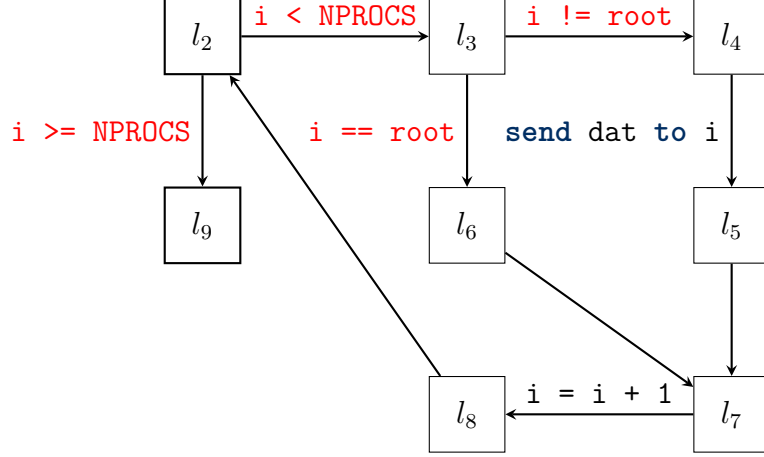 i < NPROCS
i != root
l₂
l₃
l₄
i >= NPROCS
i == root
send dat to i
l₉
l₆
l₅
i = i + 1
l₈
l₇